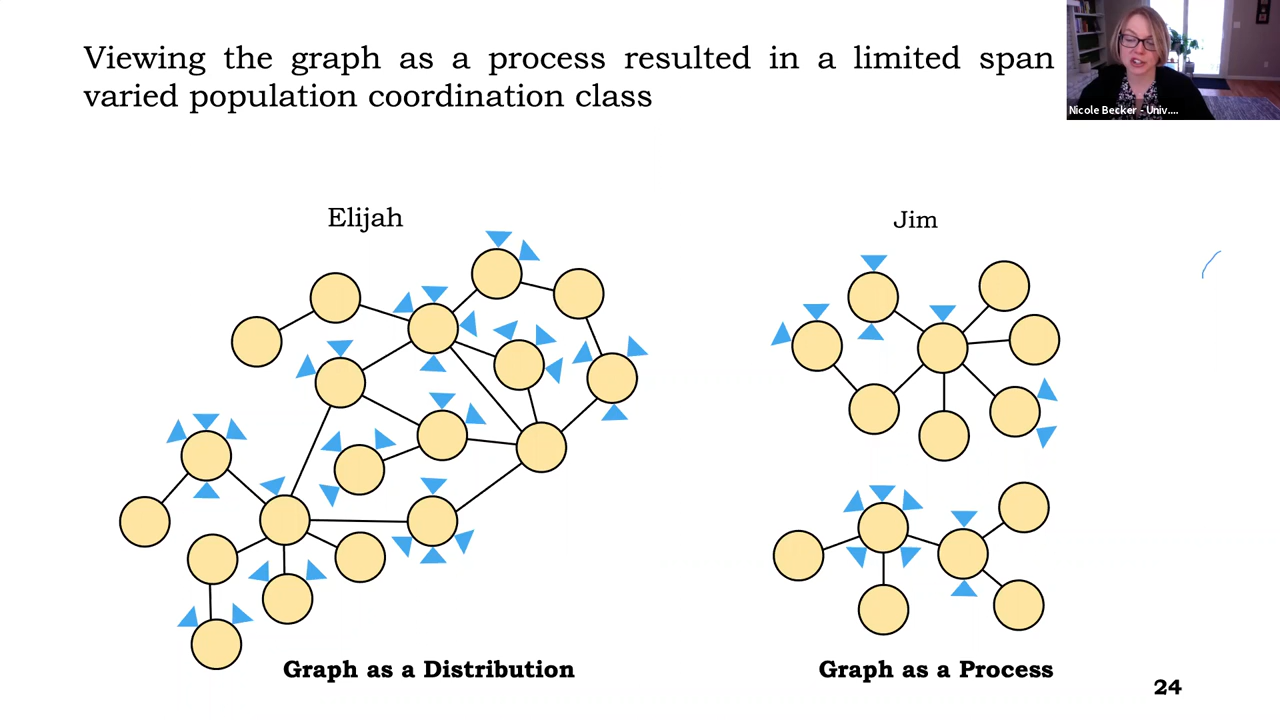 Viewing the graph as a process resulted in a limited span
varied population coordination class
Nicole Becker - Univ....
Elijah
Jim
Graph as a Distribution
Graph as a Process
24